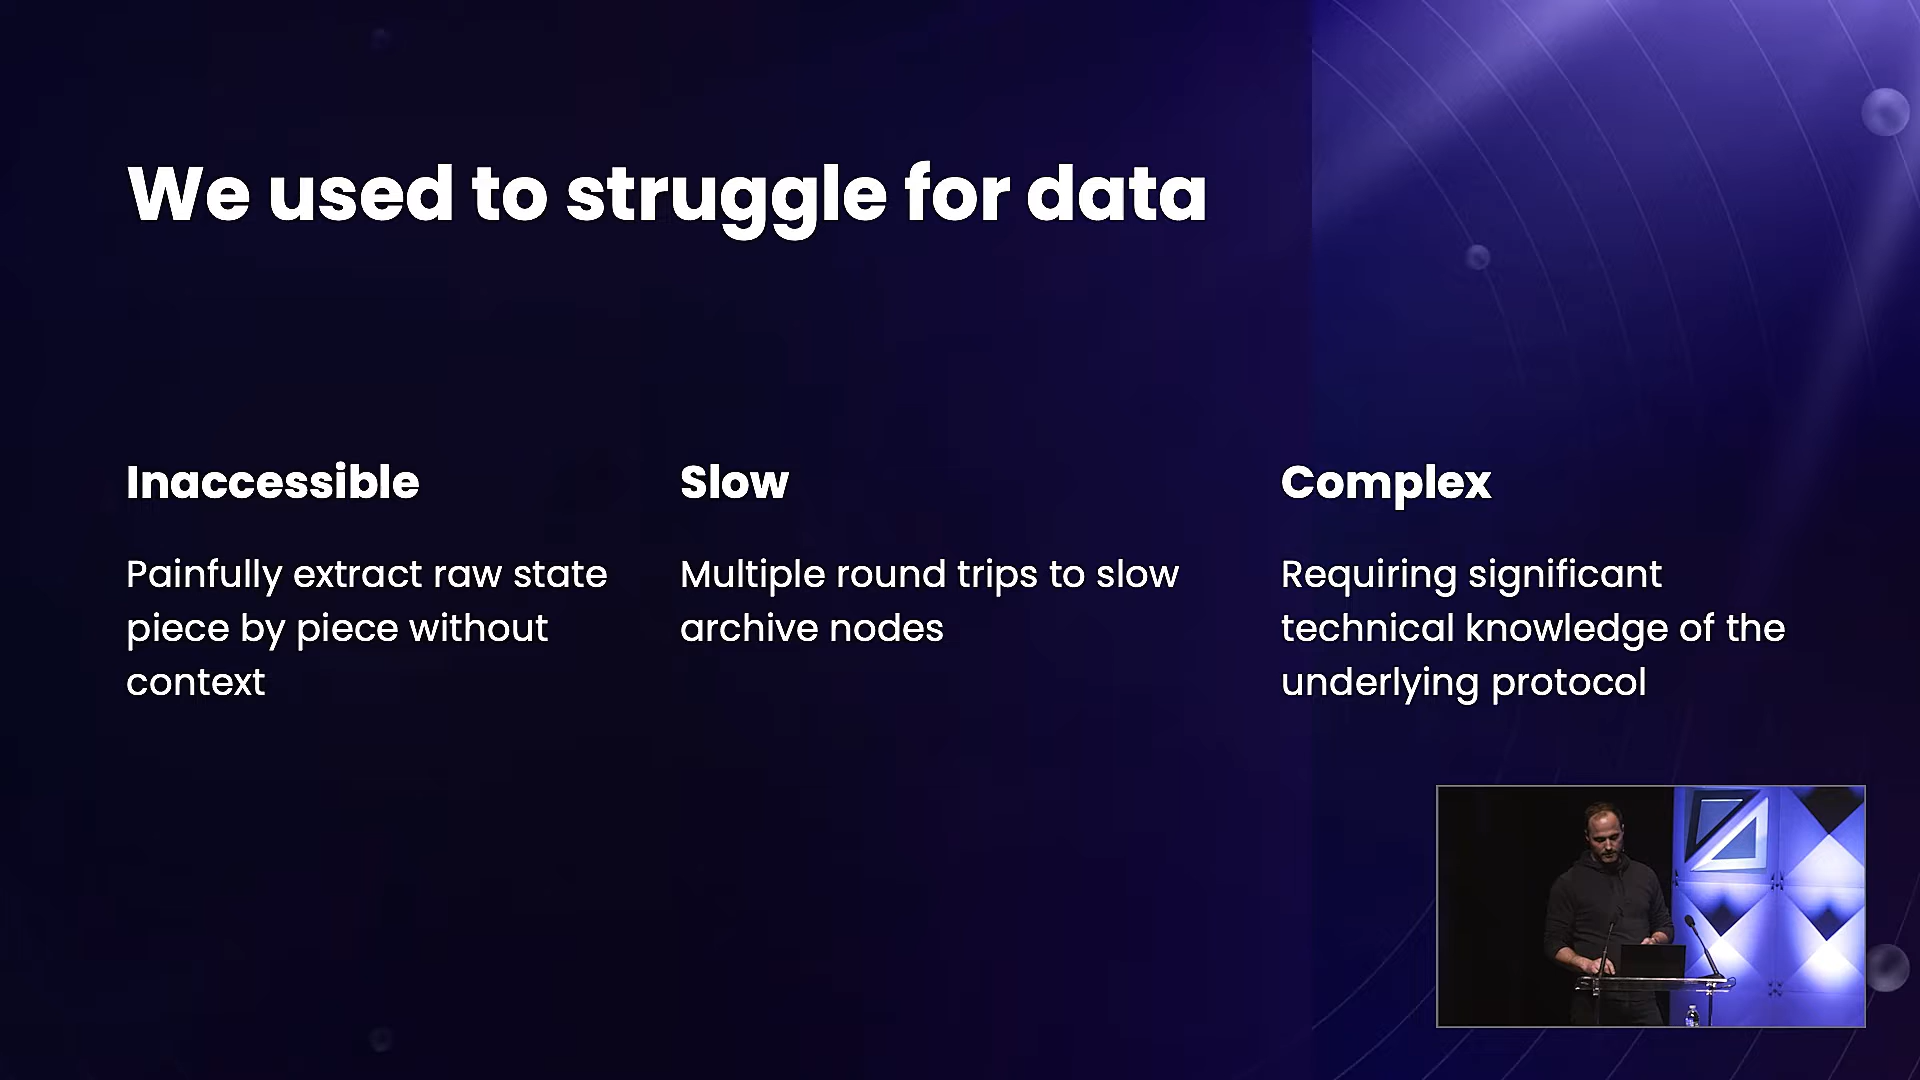 We used to struggle for data
Inaccessible
Painfully extract raw state
piece by piece without
context
Slow
Multiple round trips to slow
archive nodes
Complex
Requiring significant
technical knowledge of the
underlying protocol